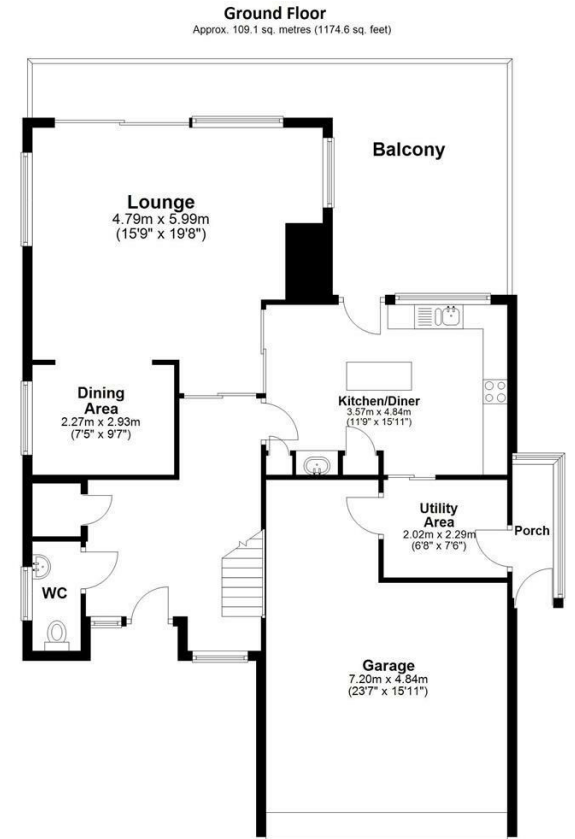 Ground Floor
Approx. 109.1 sq. metres (1174.6 sq. feet)
Balcony
Lounge
4.79m x 5.99m
(15'9" x 19'8")
Dining
Area
2.27m x 2.93m
(7'5" x 9'7")
Kitchen/Diner
3.57m x 4.84m
(11'9" x 15'11")
Utility
Area
2.02m x 2.29m
(6'8" x 7'6")
Porch
WC
Garage
7.20m x 4.84m
(23'7" x 15'11")